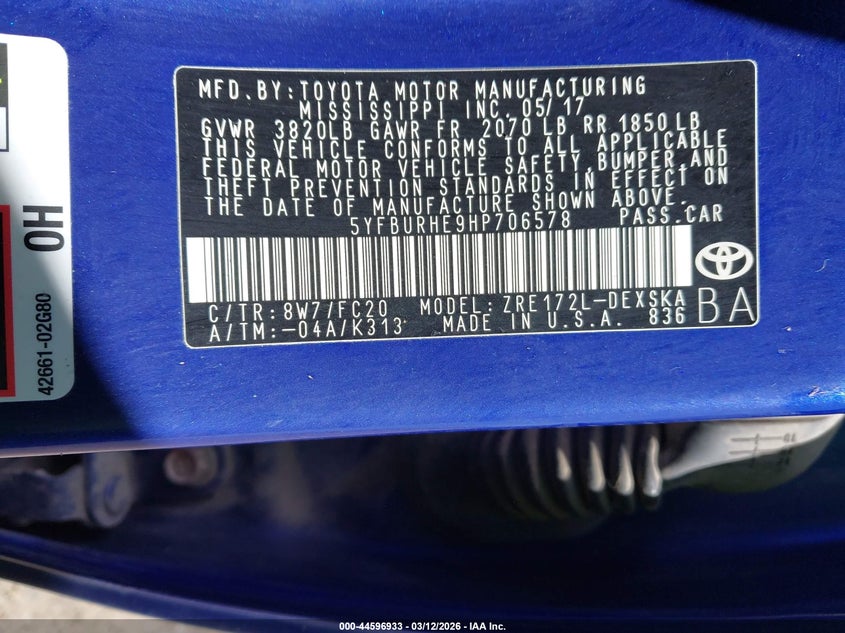 MFD. BY: TOYOTA MOTOR MANUFACTURING
MISSISSIPPI INC. 05/17
GVWR 3820LB GAWR FR 2070 LB RR 1850 LB
THIS VEHICLE CONFORMS TO ALL APPLICABLE
FEDERAL MOTOR VEHICLE SAFETY, BUMPER, AND
THEFT PREVENTION STANDARDS IN EFFECT ON
THE DATE OF MANUFACTURE SHOWN ABOVE.
5YFBURHE9HP706578 PASS. CAR
C/TR: 8W7/FC20 MODEL: ZRE172L-DEXSKA
A/TM: -04A/K313 MADE IN U.S.A. 836
BA
0H
42661-02G80
000-44596933 - 03/12/2026 - IAA Inc.